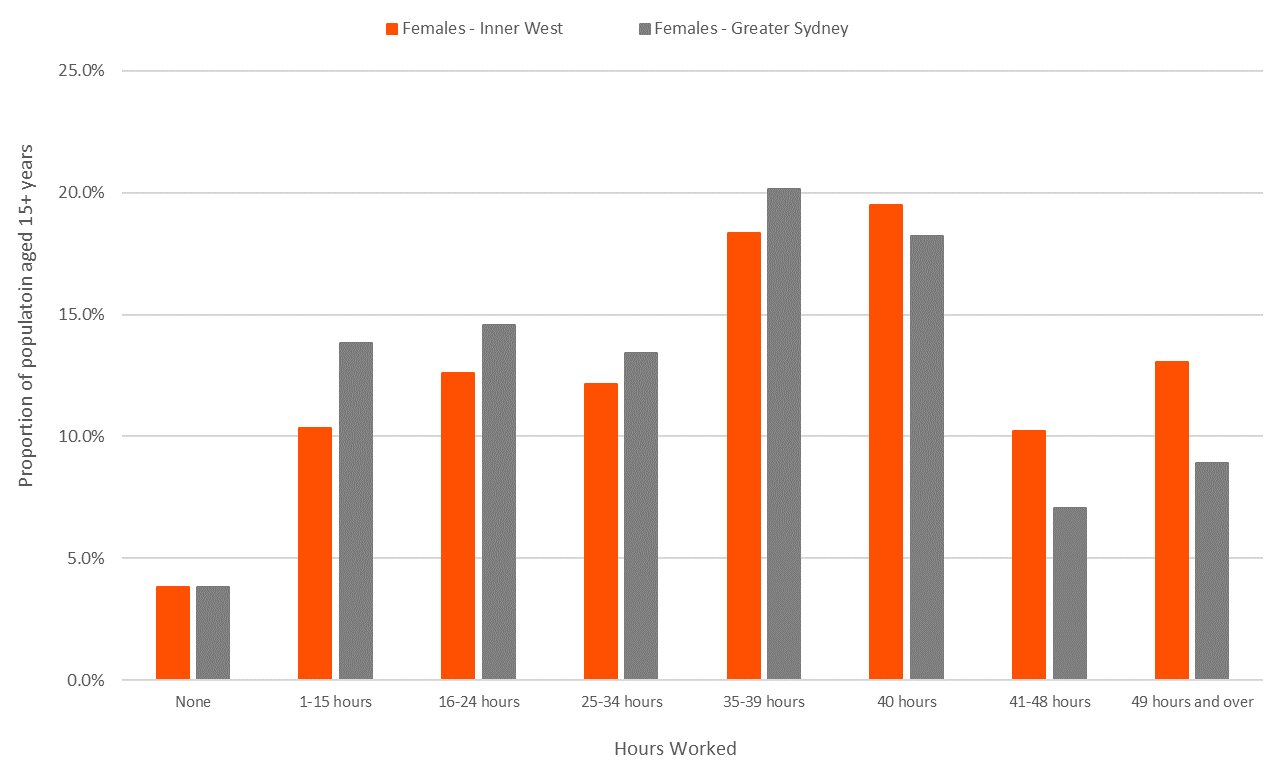 Females - Inner West
Females - Greater Sydney
25.0%
20.0%
15.0%
10.0%
5.0%
0.0%
Proportion of populatoin aged 15+ years
None
1-15 hours
16-24 hours
25-34 hours
35-39 hours
40 hours
41-48 hours
49 hours and over
Hours Worked